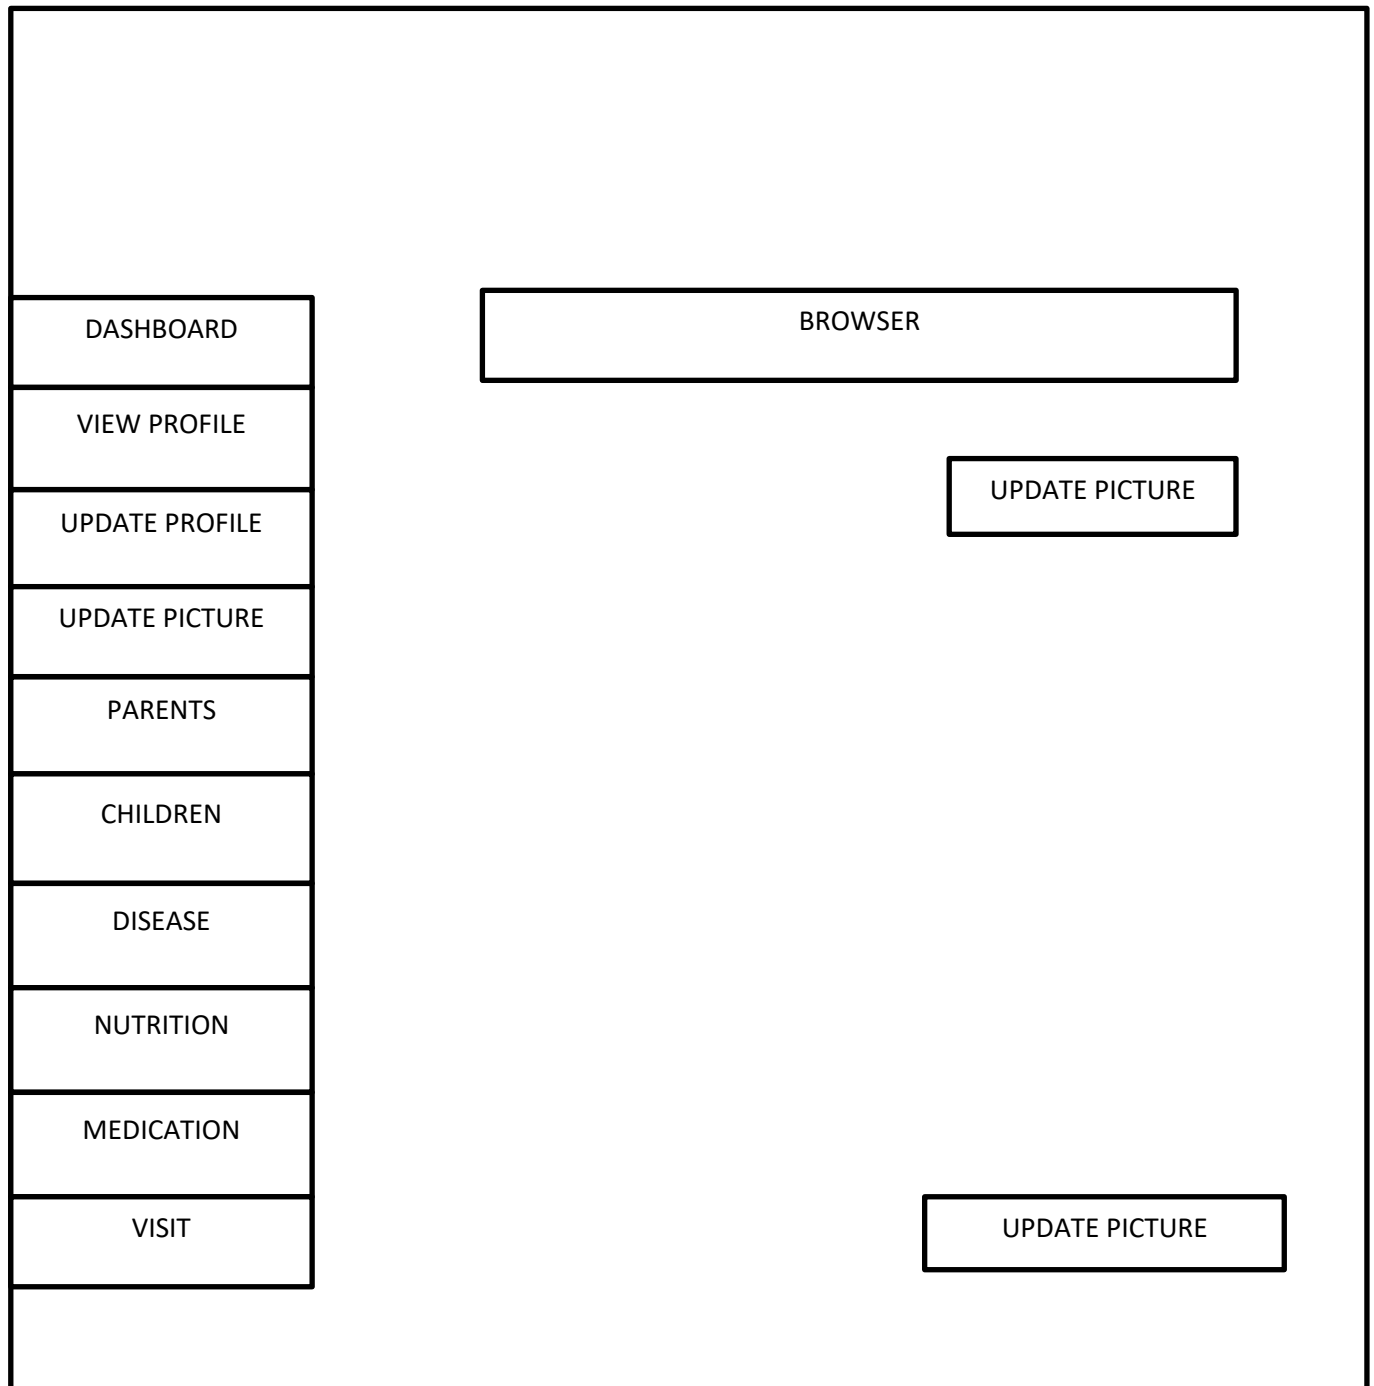 DASHBOARD
VIEW PROFILE
UPDATE PROFILE
UPDATE PICTURE
PARENTS
CHILDREN
DISEASE
NUTRITION
MEDICATION
VISIT
BROWSER
UPDATE PICTURE
UPDATE PICTURE